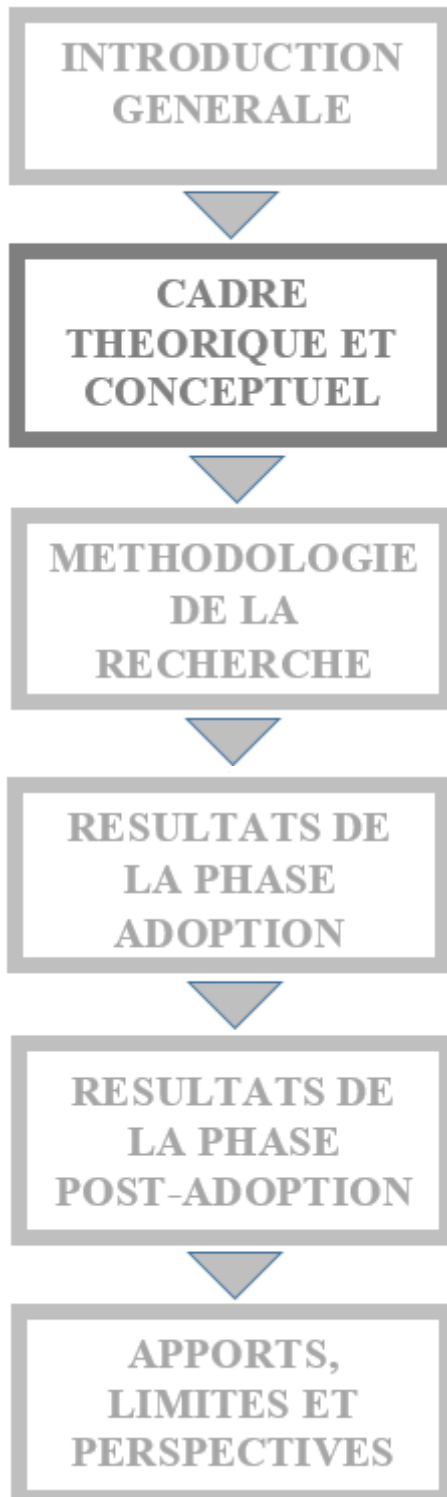 INTRODUCTION
GENERALE
CADRE
THEORIQUE ET
CONCEPTUEL
METHODOLOGIE
DE LA
RECHERCHE
RESULTATS DE
LA PHASE
ADOPTION
RESULTATS DE
LA PHASE
POST-ADOPTION
APPORTS,
LIMITES ET
PERSPECTIVES